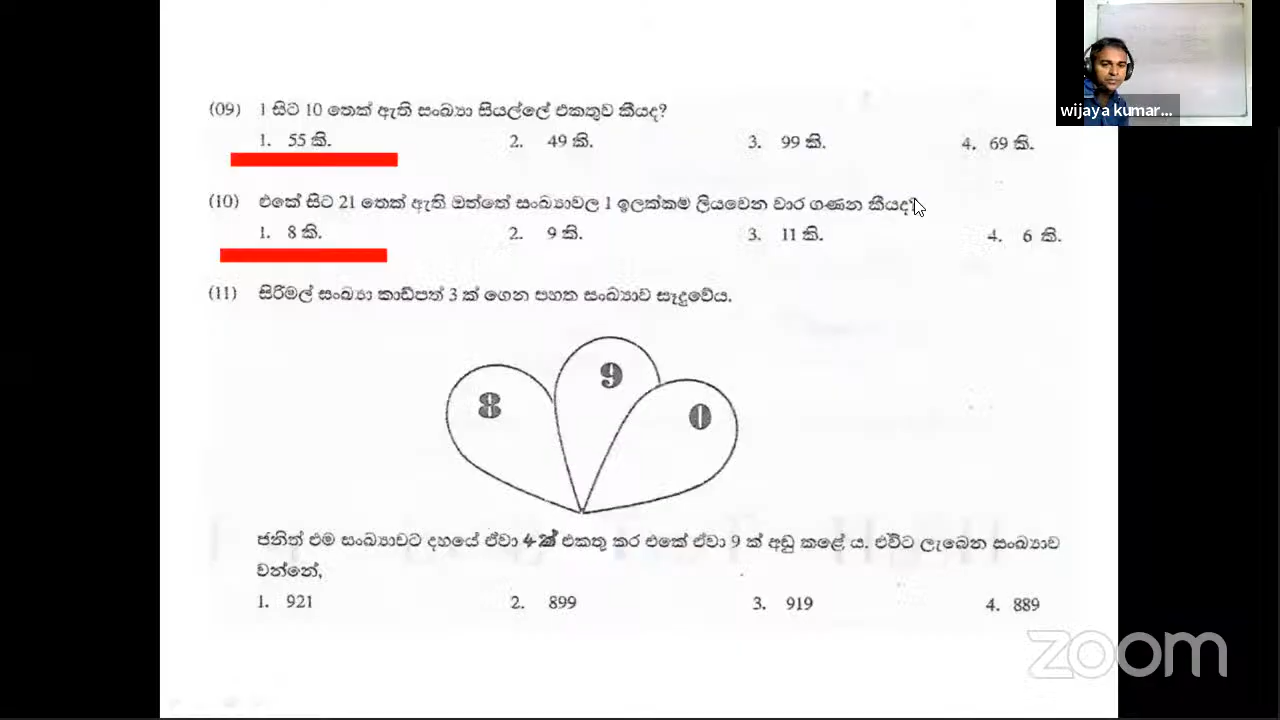 wijaya kumar...
(09) 1 සිට 10 තෙක් ඇති සංඛ්‍යා සියල්ලේ එකතුව කීයද?
1. 55 කි. 2. 49 කි. 3. 99 කි. 4. 69 කි.
(10) එකේ සිට 21 තෙක් ඇති ඔත්තේ සංඛ්‍යාවල 1 ඉලක්කම ලියවෙන වාර ගණන කීයද?
1. 8 කි. 2. 9 කි. 3. 11 කි. 4. 6 කි.
(11) සිරිමල් සංඛ්‍යා කාඩ්පත් 3 ක් ගෙන පහත සංඛ්‍යාව සෑදුවේය.
8 9 0
ජනිත් එම සංඛ්‍යාවට දහයේ ඒවා 4ක් එකතු කර එකේ ඒවා 9 ක් අඩු කළේ ය. එවිට ලැබෙන සංඛ්‍යාව
වන්නේ,
1. 921 2. 899 3. 919 4. 889
zoom